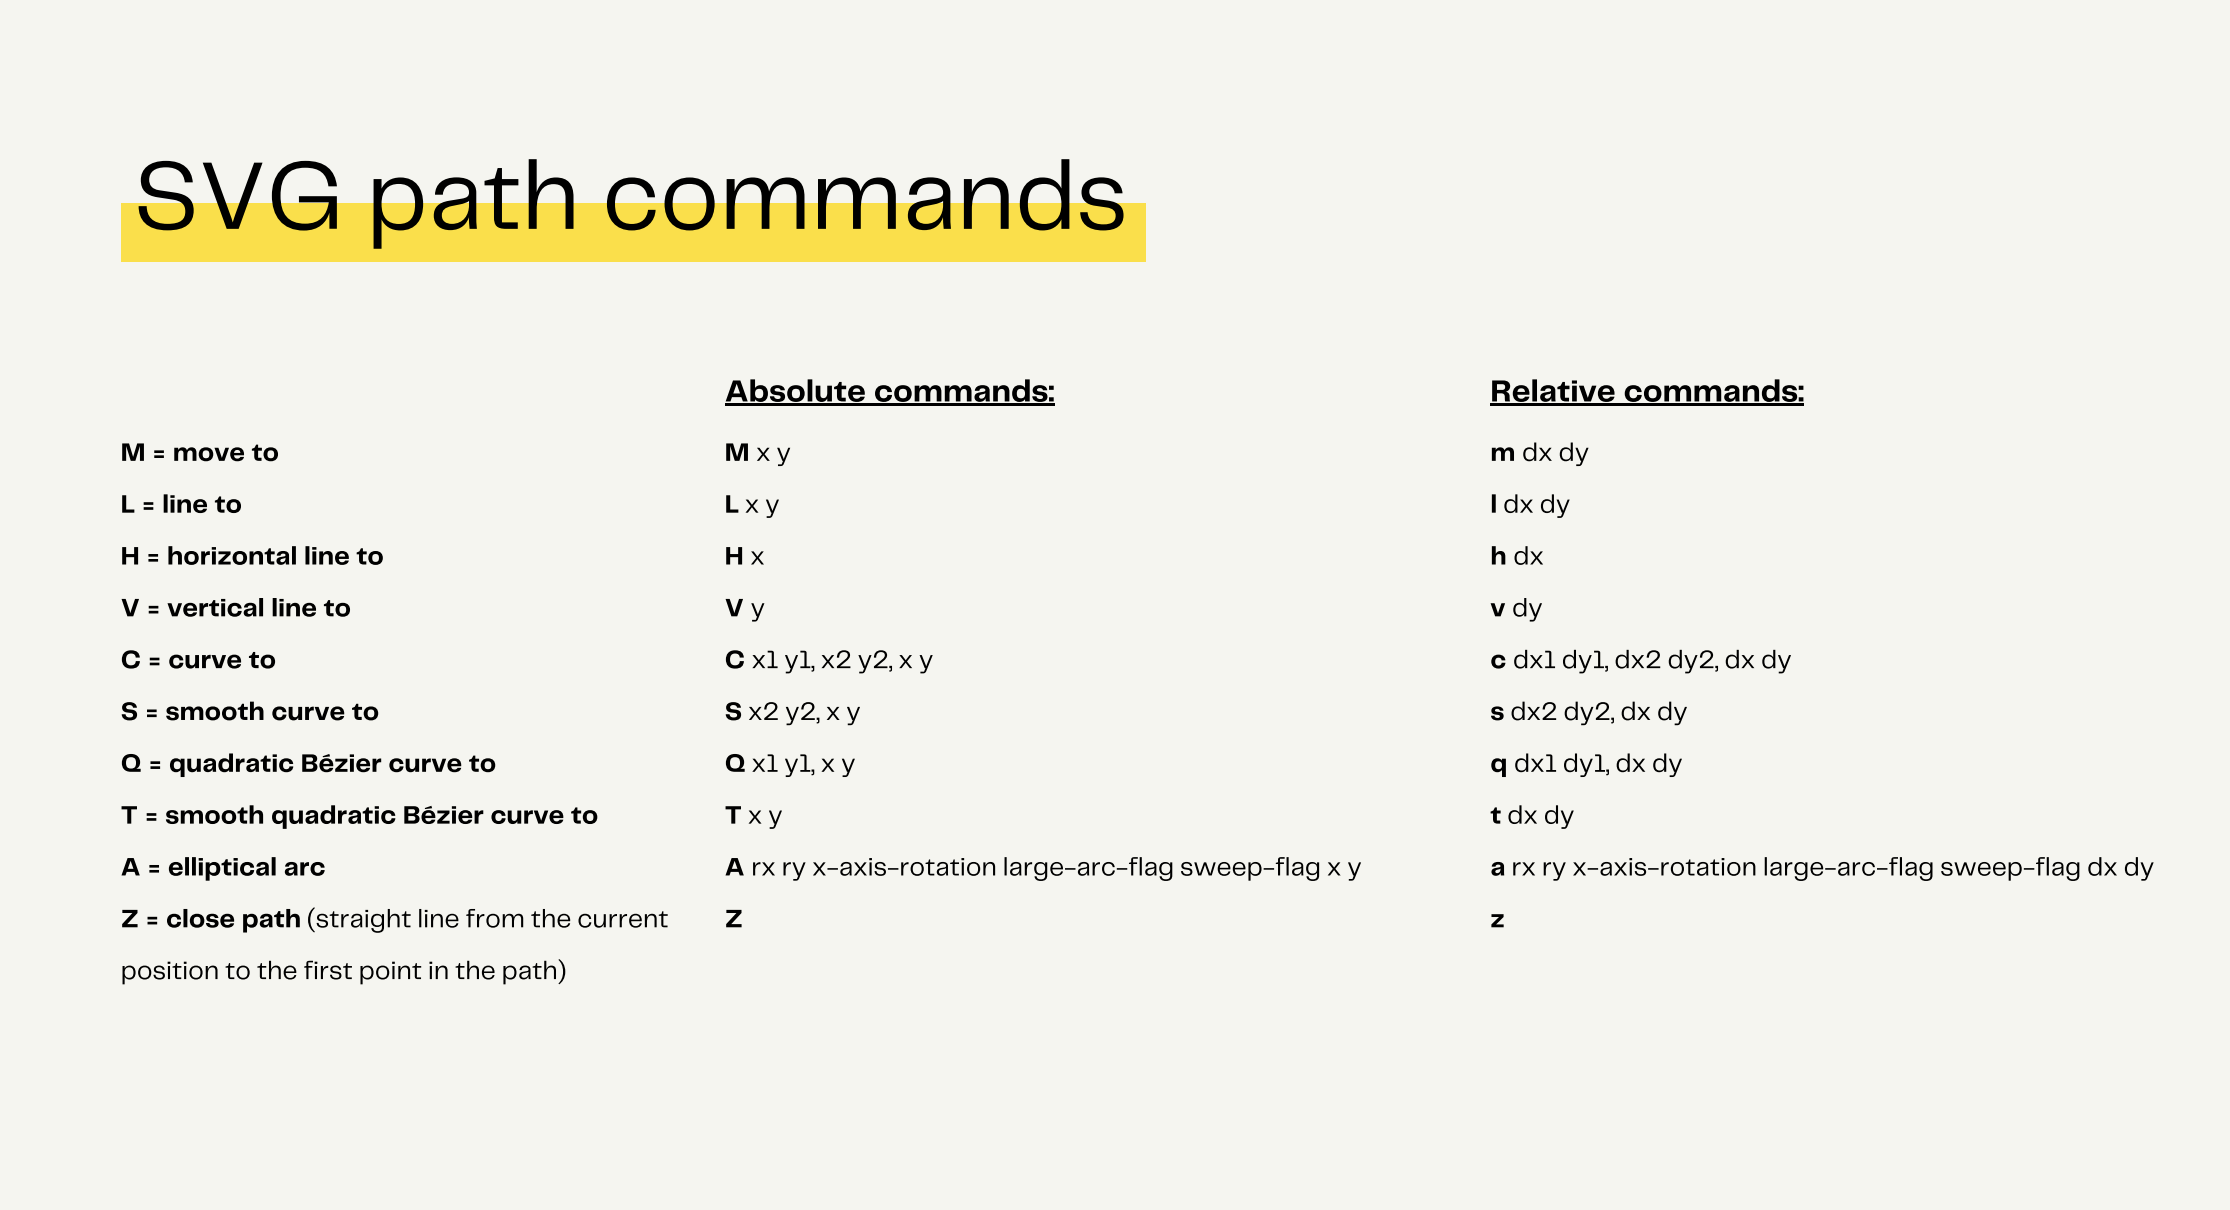 SVG path commands
Absolute commands:
Relative commands:
M = move to
M x y
m dx dy
L = line to
L x y
l dx dy
H = horizontal line to
H x
h dx
V = vertical line to
V y
v dy
C = curve to
C x1 y1, x2 y2, x y
c dx1 dy1, dx2 dy2, dx dy
S = smooth curve to
S x2 y2, x y
s dx2 dy2, dx dy
Q = quadratic Bézier curve to
Q x1 y1, x y
q dx1 dy1, dx dy
T = smooth quadratic Bézier curve to
T x y
t dx dy
A = elliptical arc
A rx ry x-axis-rotation large-arc-flag sweep-flag x y
a rx ry x-axis-rotation large-arc-flag sweep-flag dx dy
Z = close path (straight line from the current
position to the first point in the path)
Z
z